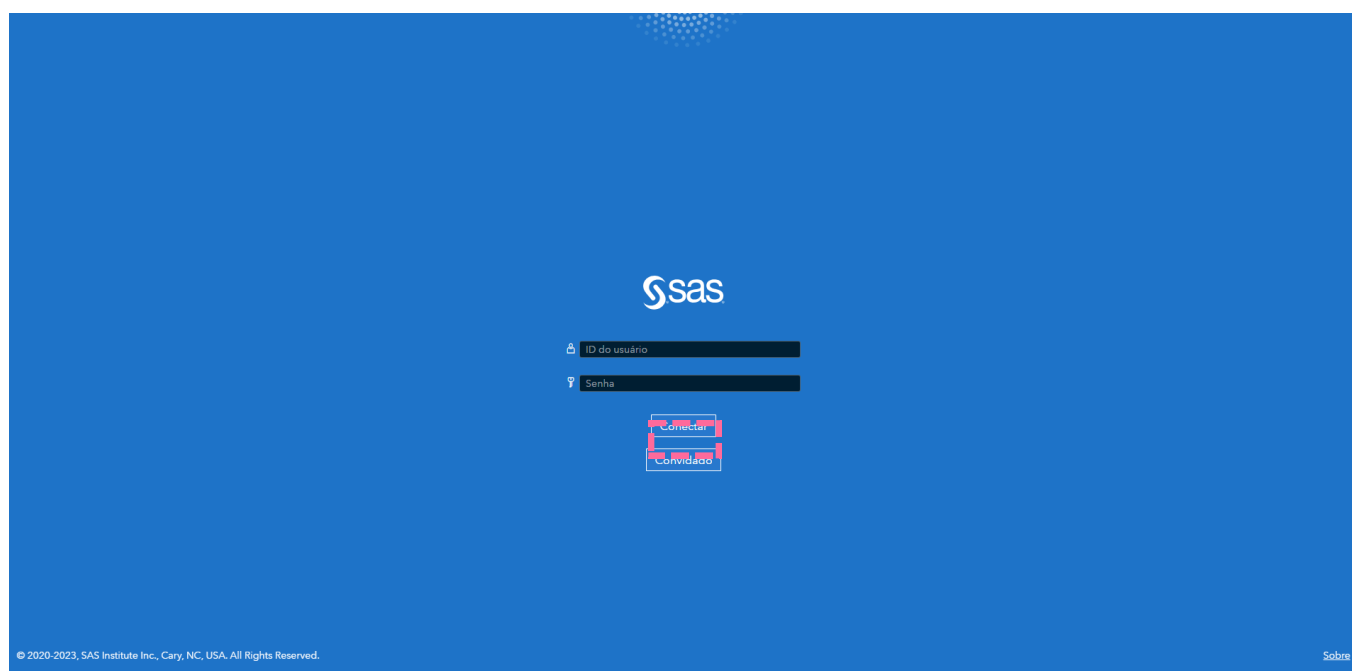 sas
ID do usuário
Senha
Conectar
Convidado
© 2020-2023, SAS Institute Inc., Cary, NC, USA. All Rights Reserved.
Sobre